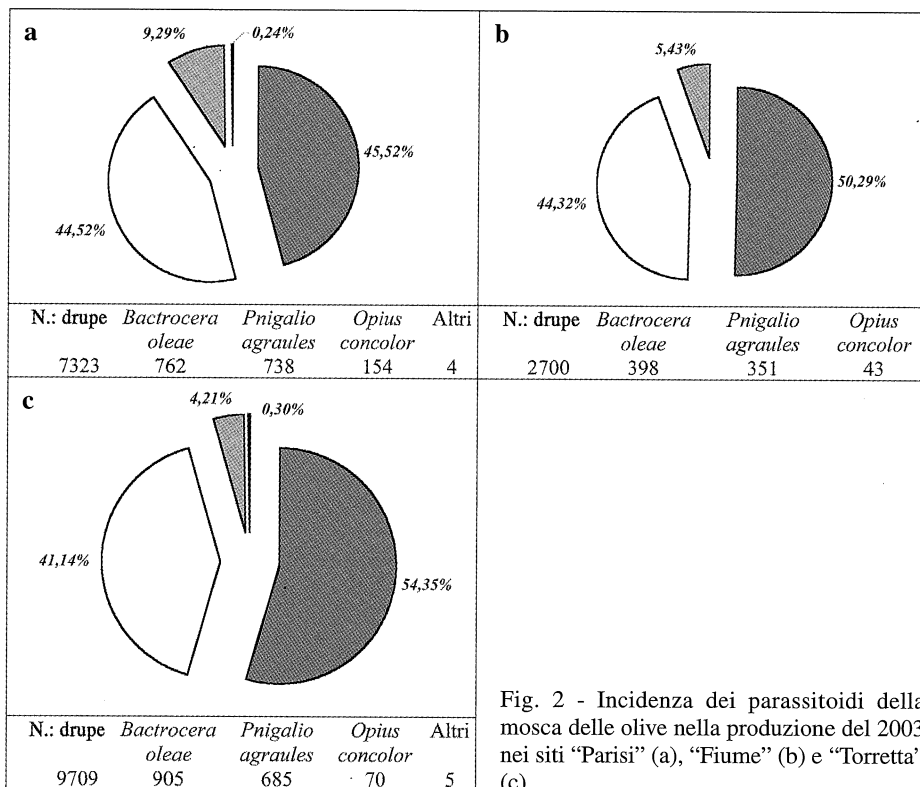 a
9,29%
0,24%
45,52%
44,52%
N.: drupe Bactrocera oleae Pnigalio agraules Opius concolor Altri
7323 762 738 154 4
b
5,43%
50,29%
44,32%
N.: drupe Bactrocera oleae Pnigalio agraules Opius concolor
2700 398 351 43
c
4,21%
0,30%
41,14%
54,35%
N.: drupe Bactrocera oleae Pnigalio agraules Opius concolor Altri
9709 905 685 70 5
Fig. 2 - Incidenza dei parassitoidi della
mosca delle olive nella produzione del 2003
nei siti “Parisi” (a), “Fiume” (b) e “Torretta”
(c)